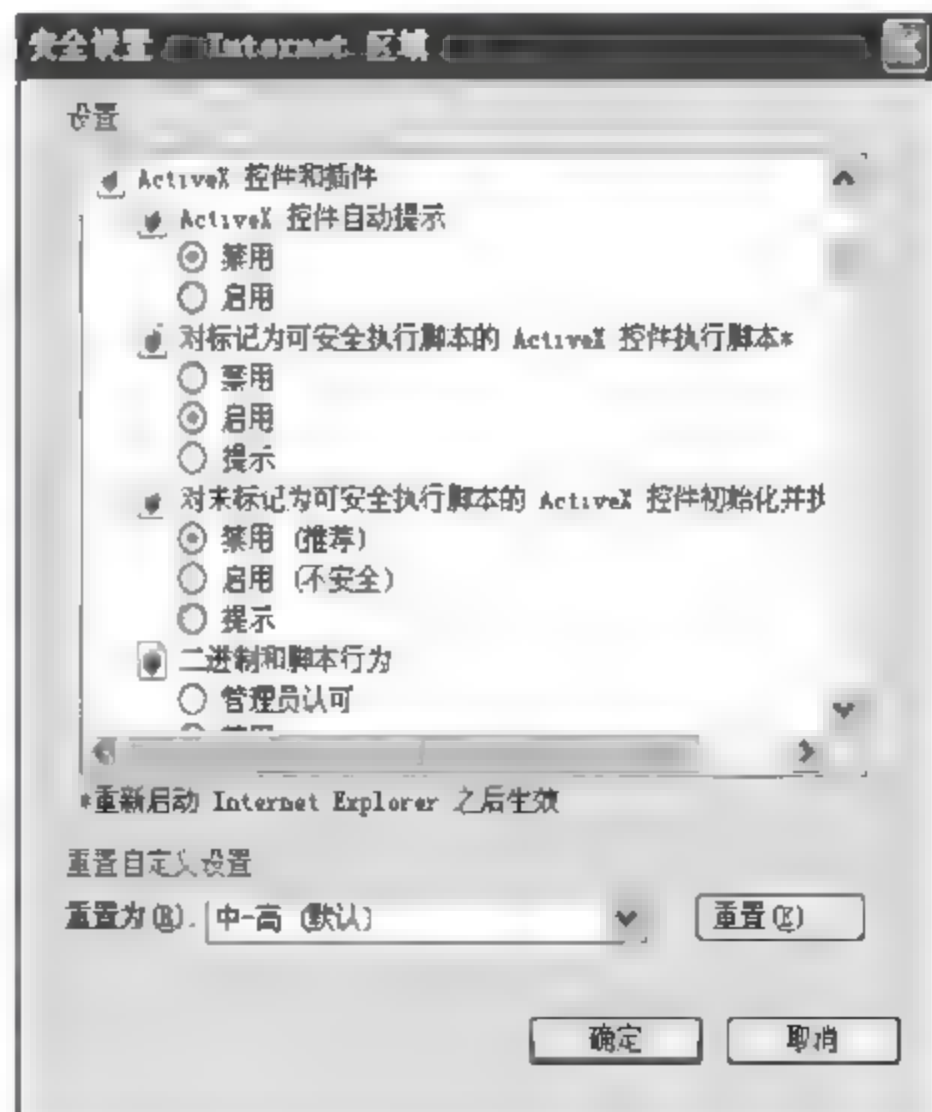 安全设置 Internet 区域
设置
ActiveX 控件和插件
ActiveX 控件自动提示
禁用
启用
对标记为可安全执行脚本的 ActiveX 控件执行脚本*
禁用
启用
提示
对未标记为可安全执行脚本的 ActiveX 控件初始化并执
禁用 (推荐)
启用 (不安全)
提示
二进制和脚本行为
管理员认可
*重新启动 Internet Explorer 之后生效
重置自定义设置
重置为(R). 中-高 (默认)
重置(E)
确定
取消